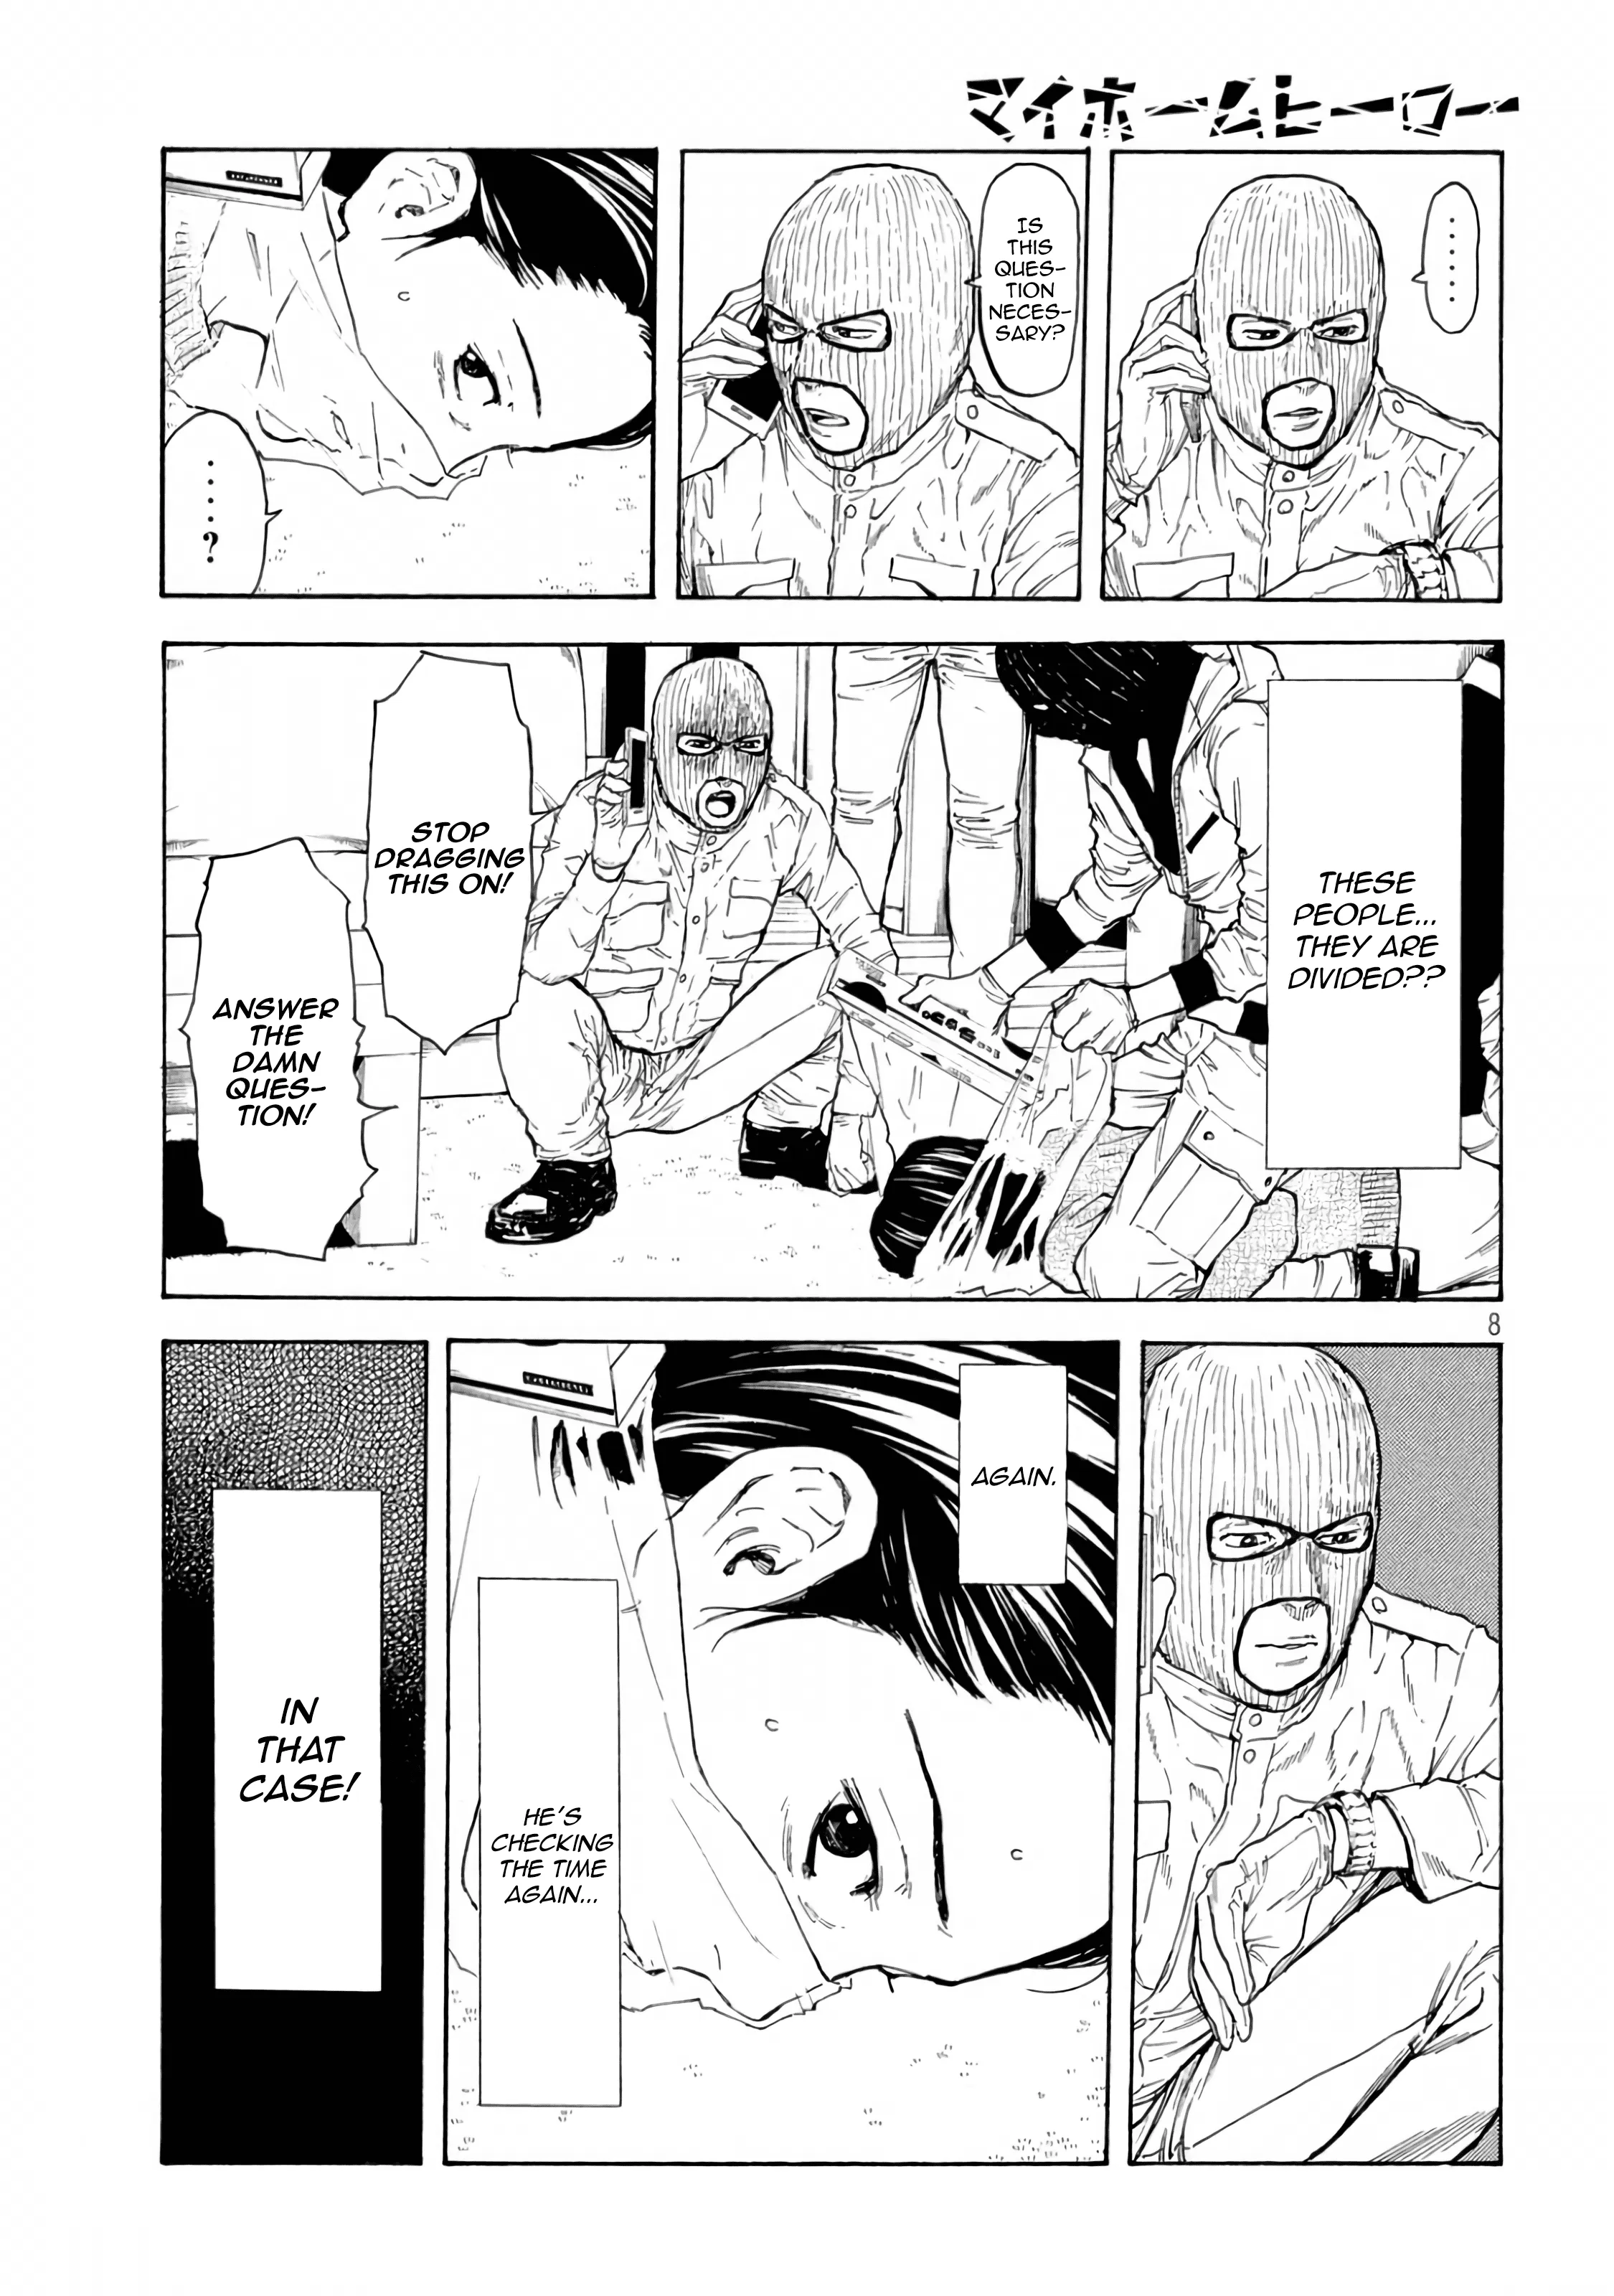 マイホームヒーロー
......
IS
THIS
QUES-
TION
NECES-
SARY?
......?
THESE
PEOPLE...
THEY ARE
DIVIDED??
STOP
DRAGGING
THIS ON!
ANSWER
THE
DAMN
QUES-
TION!
8
AGAIN.
HE'S
CHECKING
THE TIME
AGAIN...
IN
THAT
CASE!